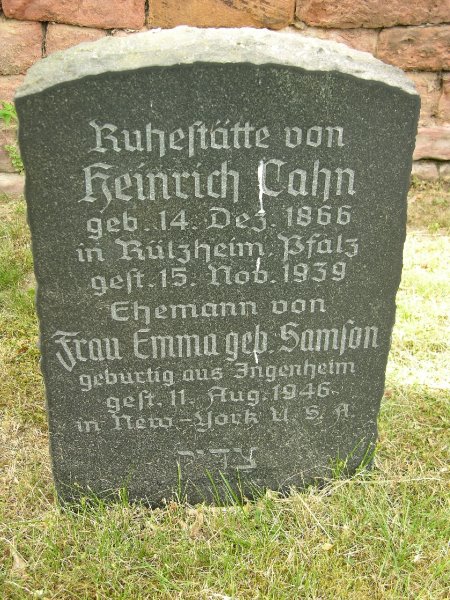 Ruheſtätte von
Heinrich Cahn
geb. 14. Dez. 1866
in Rülzheim, Pfalz
geſt. 15. Nov. 1939
Ehemann von
Frau Emma geb. Samſon
gebürtig aus Ingenheim
geſt. 11. Aug. 1946
in New-York U. S. A.